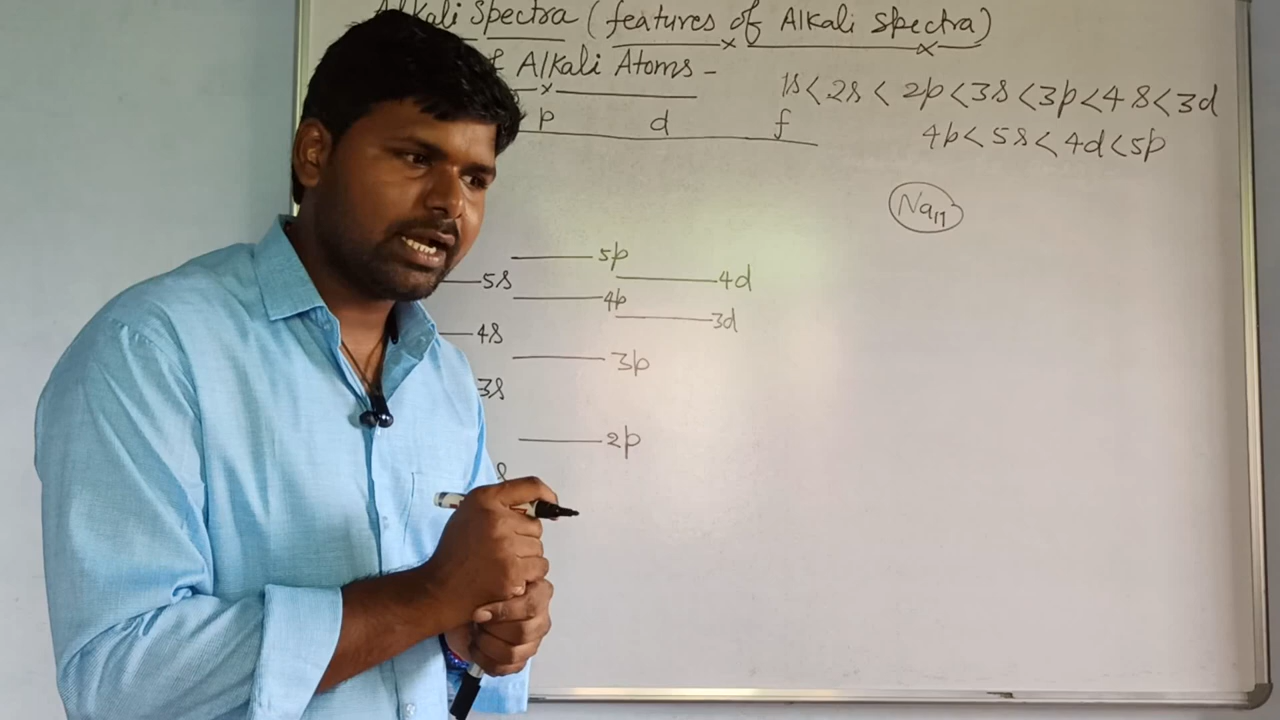 Alkali Spectra (features of Alkali Spectra)
Alkali Atoms -
1s < 2s < 2p < 3s < 3p < 4s < 3d
4p < 5s < 4d < 5p
p d f
Na11
5p
5s 4d
4p
3d
4s
3p
3s
2p
s